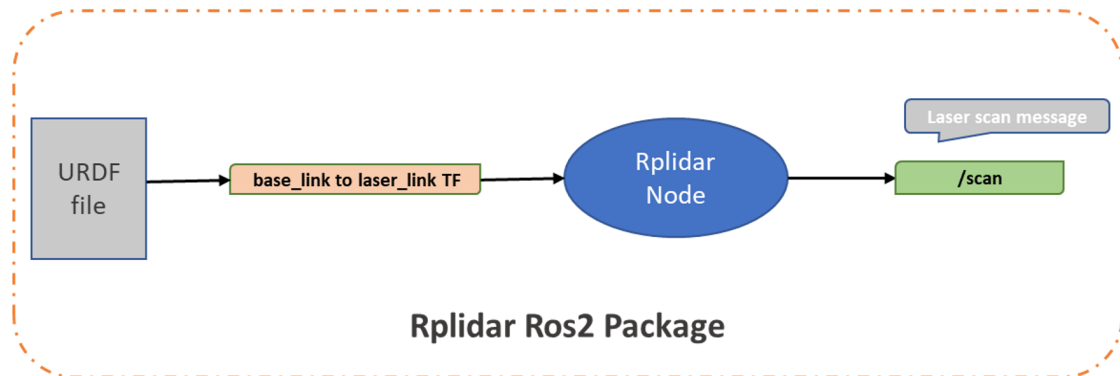 Laser scan message
URDF
file
base_link to laser_link TF
Rplidar
Node
/scan
Rplidar Ros2 Package